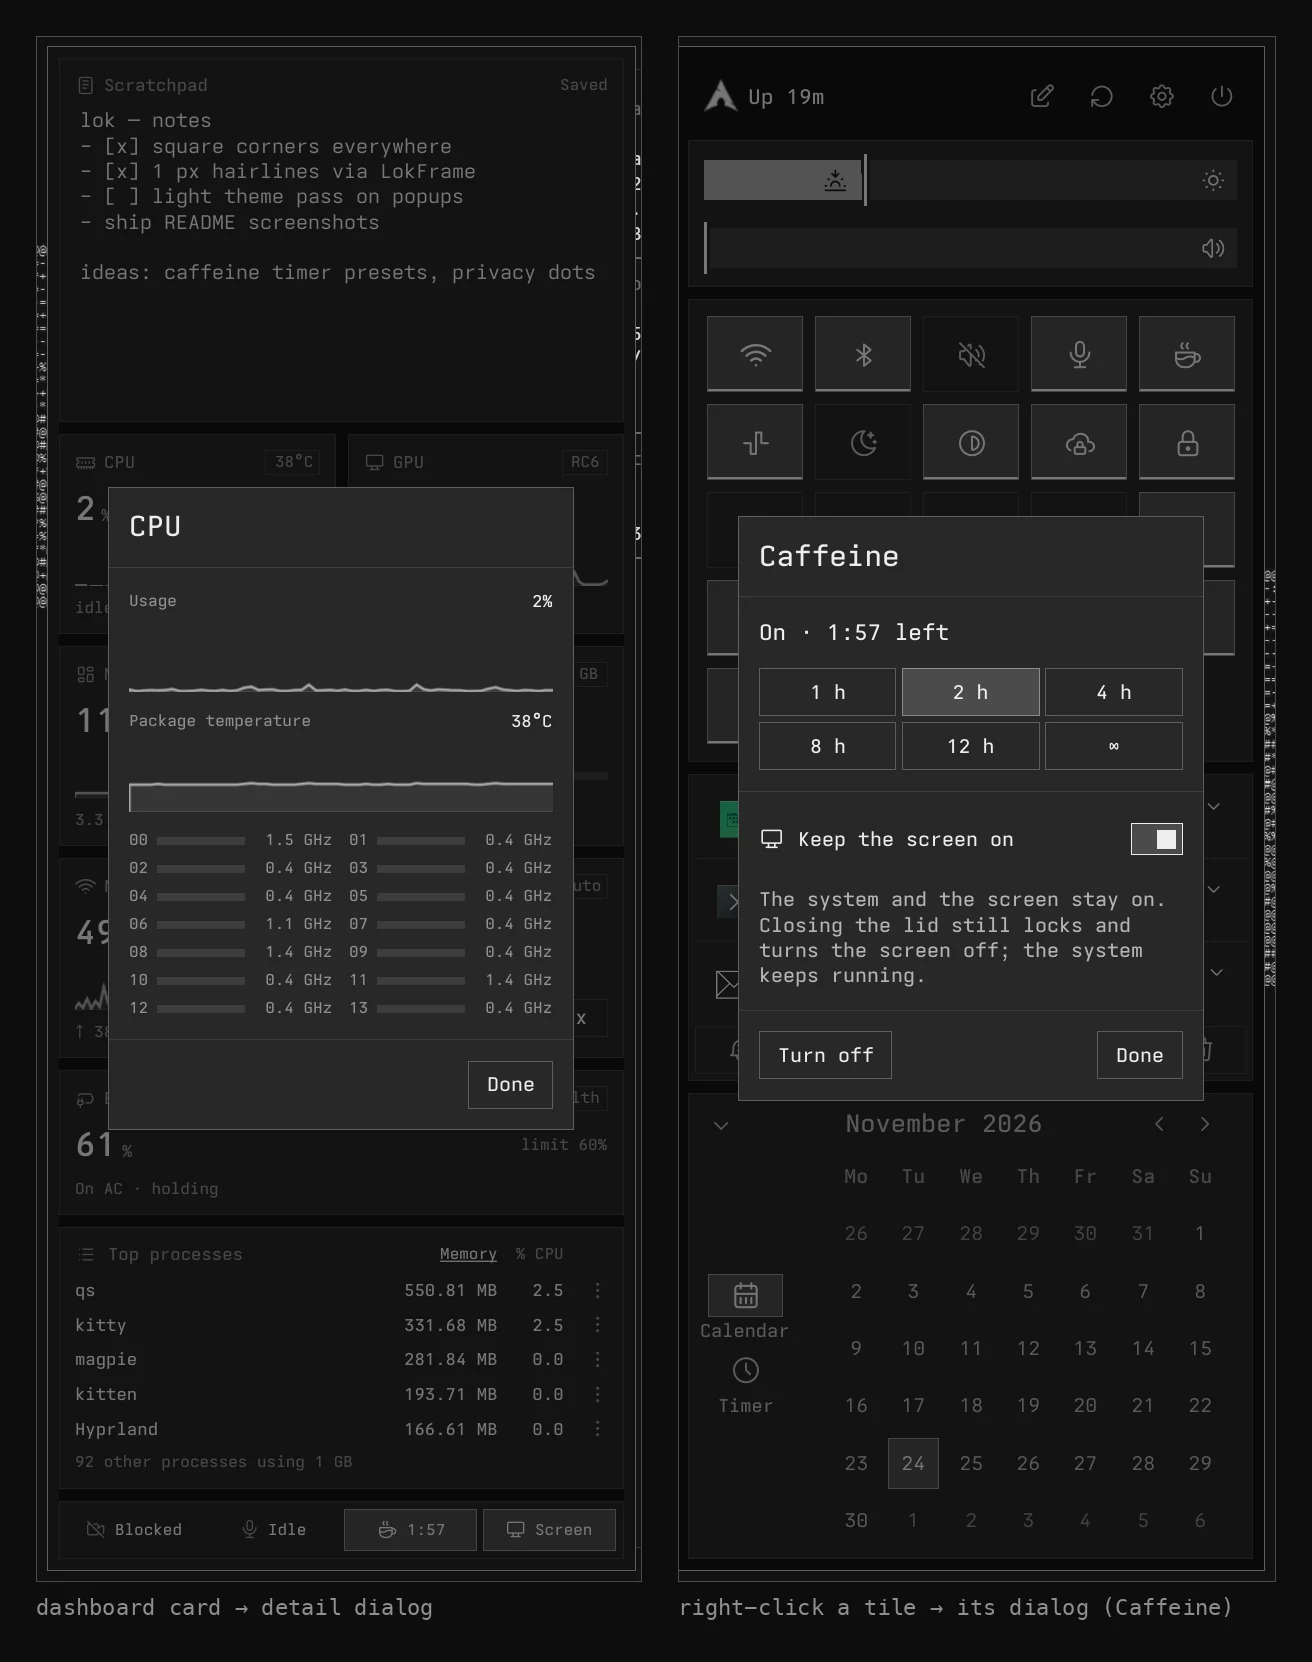 Scratchpad Saved
lok — notes
- [x] square corners everywhere
- [x] 1 px hairlines via LokFrame
- [ ] light theme pass on popups
- ship README screenshots
ideas: caffeine timer presets, privacy dots
CPU 38°C GPU RC6
2 %
idle
GB
11
3.3
49
↑ 38
x
CPU
Usage 2%
Package temperature 38°C
00 1.5 GHz 01 0.4 GHz
02 0.4 GHz 03 0.4 GHz
04 0.4 GHz 05 0.4 GHz
06 1.1 GHz 07 0.4 GHz
08 1.4 GHz 09 0.4 GHz
10 0.4 GHz 11 1.4 GHz
12 0.4 GHz 13 0.4 GHz
Done
61 % limit 60%
On AC · holding
Top processes Memory % CPU
qs 550.81 MB 2.5
kitty 331.68 MB 2.5
magpie 281.84 MB 0.0
kitten 193.71 MB 0.0
Hyprland 166.61 MB 0.0
92 other processes using 1 GB
Blocked Idle 1:57 Screen
dashboard card → detail dialog
Up 19m
Caffeine
On · 1:57 left
1 h 2 h 4 h
8 h 12 h ∞
Keep the screen on
The system and the screen stay on.
Closing the lid still locks and
turns the screen off; the system
keeps running.
Turn off Done
November 2026
Mo Tu We Th Fr Sa Su
26 27 28 29 30 31 1
2 3 4 5 6 7 8
9 10 11 12 13 14 15
16 17 18 19 20 21 22
23 24 25 26 27 28 29
30 1 2 3 4 5 6
Calendar
Timer
right-click a tile → its dialog (Caffeine)